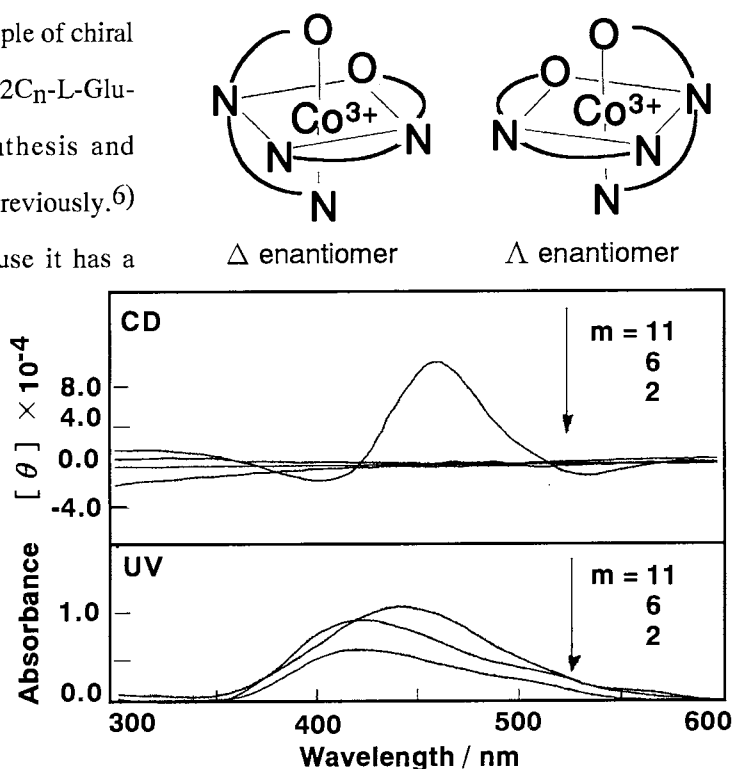 ple of chiral
2Cn-L-Glu-
nthesis and
reviously.6)
use it has a
O
O
N
Co3+
N
N
N
Δ enantiomer
O
O
Co3+
N
N
N
N
Λ enantiomer
CD
[ θ ] × 10-4
8.0
4.0
0.0
-4.0
m = 11
6
2
UV
Absorbance
1.0
0.0
m = 11
6
2
300 400 500 600
Wavelength / nm